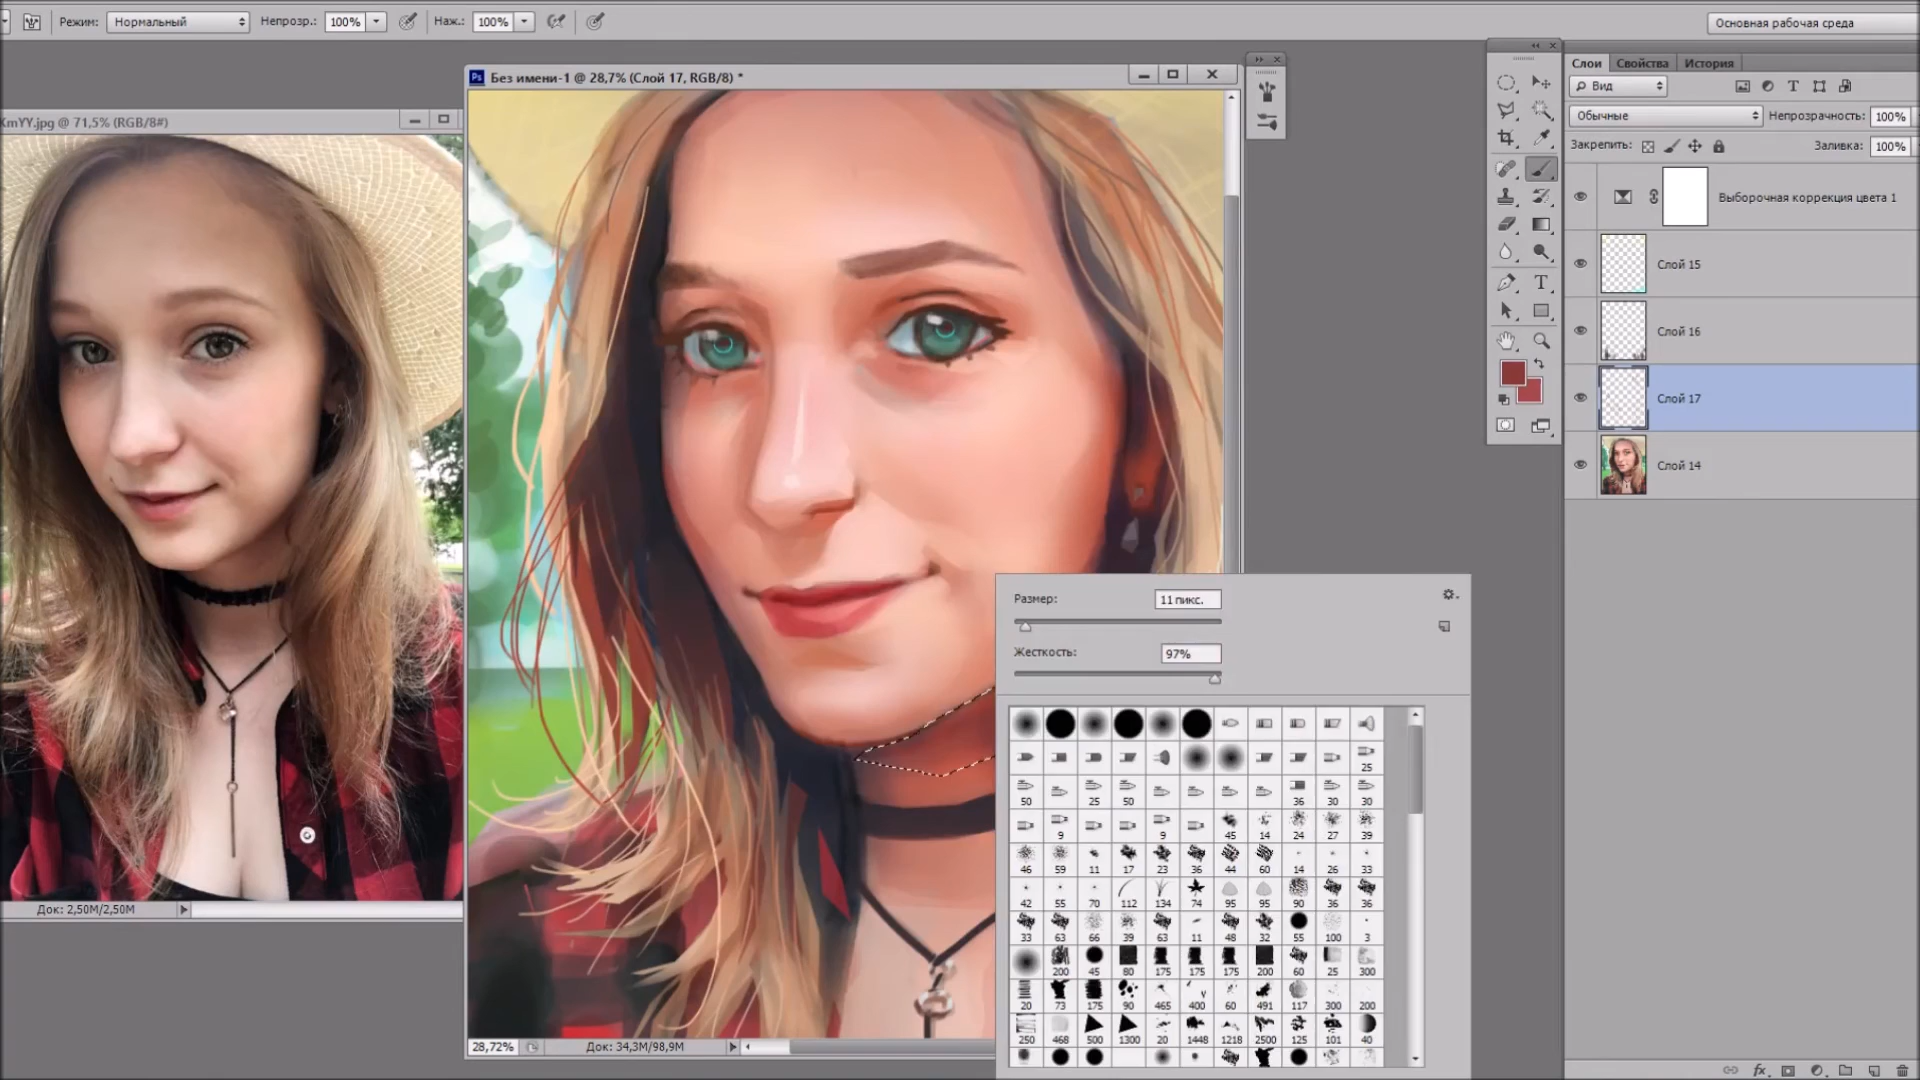 Режим: Нормальный Непрозр.: 100% Наж.: 100% Основная рабочая среда
Без имени-1 @ 28,7% (Слой 17, RGB/8) *
KmYY.jpg @ 71,5% (RGB/8#)
Слои Свойства История
Вид
Обычные Непрозрачность: 100%
Закрепить: Заливка: 100%
Выборочная коррекция цвета 1
Слой 15
Слой 16
Слой 17
Слой 14
Размер: 11 пикс.
Жесткость: 97%
25
50 25 50 36 30 30
9 9 45 14 24 27 39
46 59 11 17 23 36 44 60 14 26 33
42 55 70 112 134 74 95 95 90 36 36
33 63 66 39 63 11 48 32 55 100 3
200 45 80 175 175 175 200 60 25 300
20 73 175 90 465 400 60 491 117 300 200
250 468 500 1300 20 1448 1218 2500 125 101 40
Док: 2,50M/2,50M
28,72% Док: 34,3M/98,9M